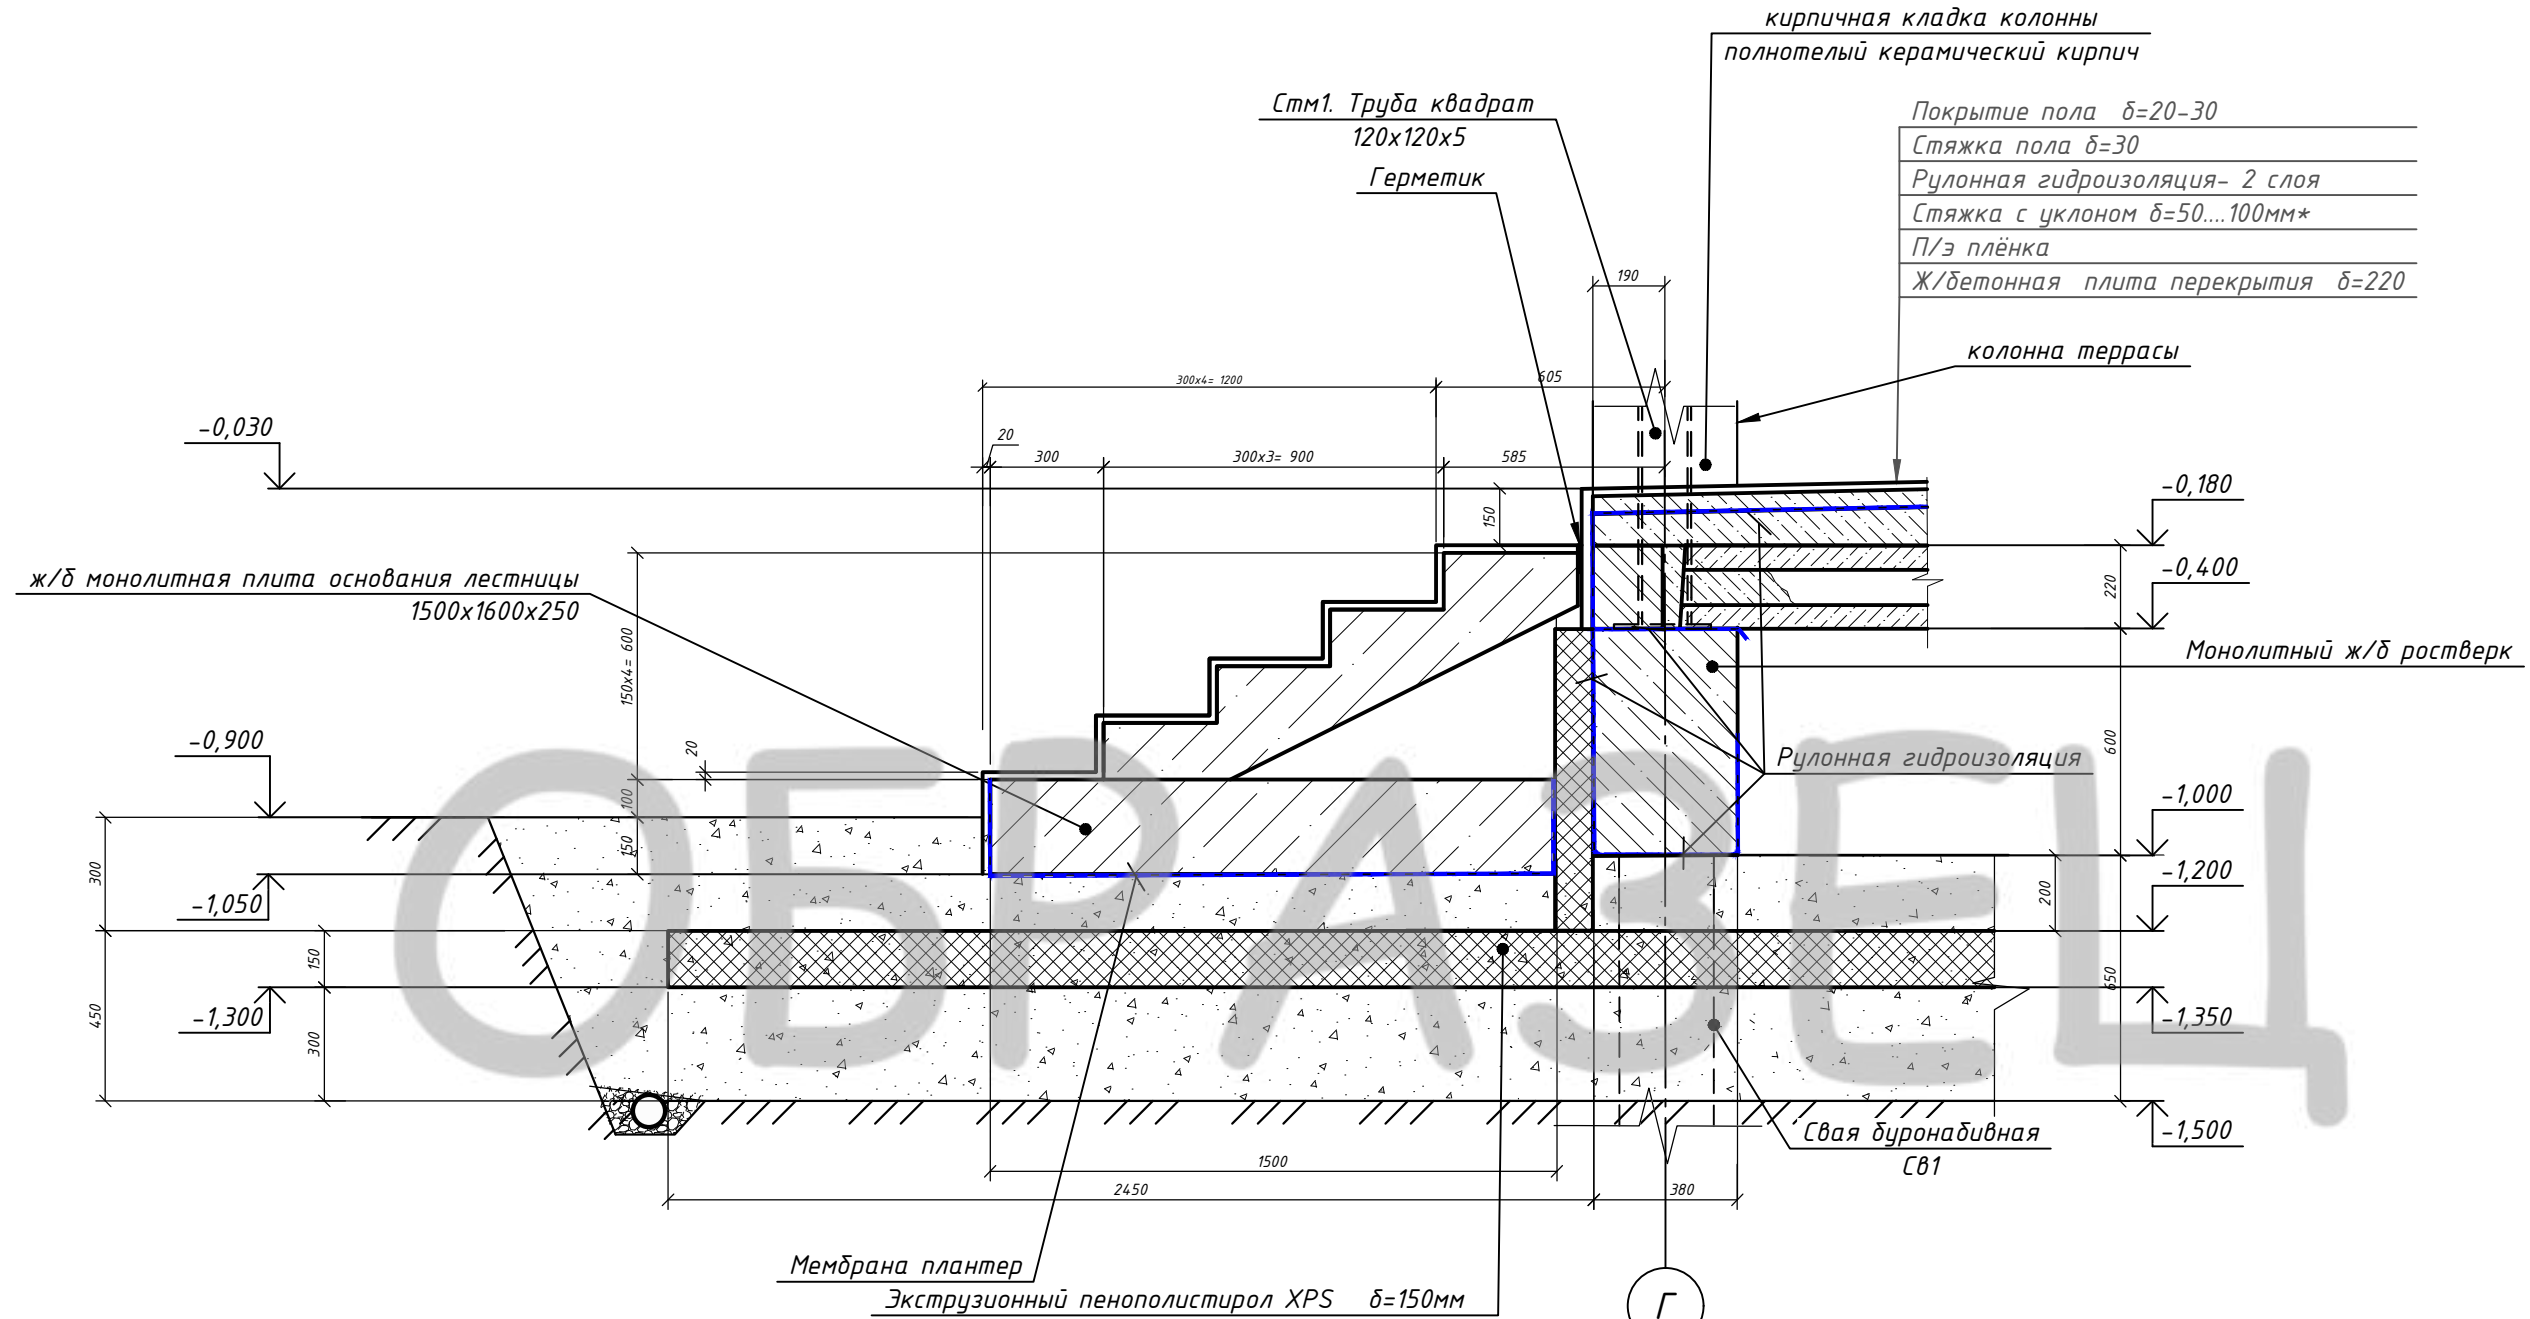 кирпичная кладка колонны
полнотелый керамический кирпич
Стм1. Труба квадрат
120х120х5
Герметик
Покрытие пола δ=20-30
Стяжка пола δ=30
Рулонная гидроизоляция- 2 слоя
Стяжка с уклоном δ=50....100мм*
П/э плёнка
Ж/бетонная плита перекрытия δ=220
190
колонна террасы
300х4= 1200
605
-0,030
20
300
300х3= 900
585
150
-0,180
ж/б монолитная плита основания лестницы
1500х1600х250
-0,400
220
150х4= 600
Монолитный ж/б ростверк
600
-0,900
20
100
150
Рулонная гидроизоляция
-1,000
300
-1,050
-1,200
200
150
450
-1,300
300
650
-1,350
ОБРАЗЕЦ
Свая буронабивная
Св1
-1,500
1500
2450
380
Мембрана плантер
Экструзионный пенополистирол XPS δ=150мм
Г